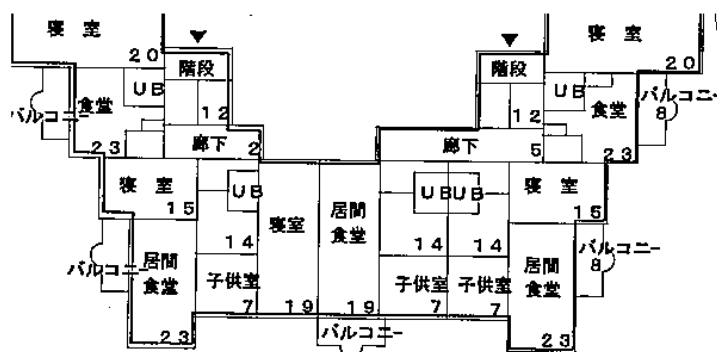 寝室
20
寝室
20
階段
12
階段
12
UB
UB
食堂
23
食堂
23
バルコニー
バルコニー
8
廊下
2
廊下
5
寝室
15
寝室
15
UB
14
UB
14
UB
14
寝室
19
居間
食堂
19
居間
食堂
23
居間
食堂
23
子供室
7
子供室
7
子供室
7
バルコニー
バルコニー
8
バルコニー